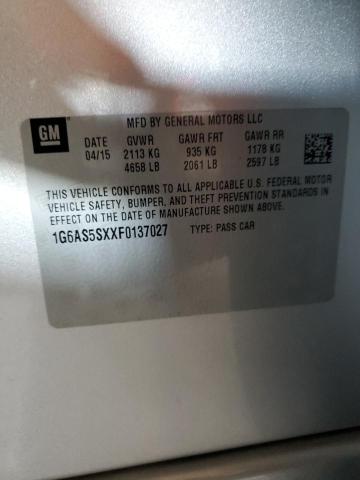 GM
MFD BY GENERAL MOTORS LLC
DATE GVWR GAWR FRT GAWR RR
04/15 2113 KG 935 KG 1178 KG
4658 LB 2061 LB 2597 LB
THIS VEHICLE CONFORMS TO ALL APPLICABLE U.S. FEDERAL MOTOR
VEHICLE SAFETY, BUMPER, AND THEFT PREVENTION STANDARDS IN
EFFECT ON THE DATE OF MANUFACTURE SHOWN ABOVE.
1G6AS5SXXF0137027 TYPE: PASS CAR